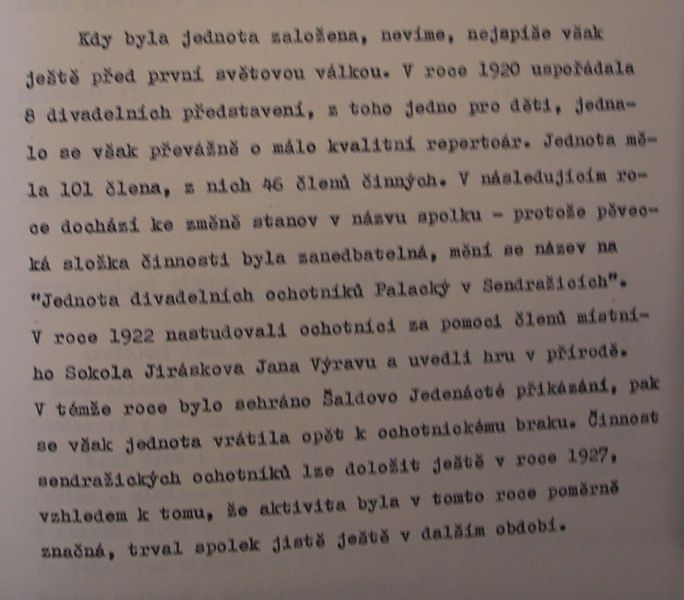 Kdy byla jednota založena, nevíme, nejspíše však
ještě před první světovou válkou. V roce 1920 uspořádala
8 divadelních představení, z toho jedno pro děti, jedna-
lo se však převážně o málo kvalitní repertoár. Jednota mě-
la 101 člena, z nich 46 členů činných. V následujícím ro-
ce dochází ke změně stanov v názvu spolku - protože pěvec-
ká složka činnosti byla zanedbatelná, mění se název na
"Jednota divadelních ochotníků Palacký v Sendražicích".
V roce 1922 nastudovali ochotníci za pomoci členů místní-
ho Sokola Jiráskova Jana Výravu a uvedli hru v přírodě.
V témže roce bylo sehráno Šaldovo Jedenácté přikázání, pak
se však jednota vrátila opět k ochotnickému braku. Činnost
sendražických ochotníků lze doložit ještě v roce 1927,
vzhledem k tomu, že aktivita byla v tomto roce poměrně
značná, trval spolek jistě ještě v dalším období.